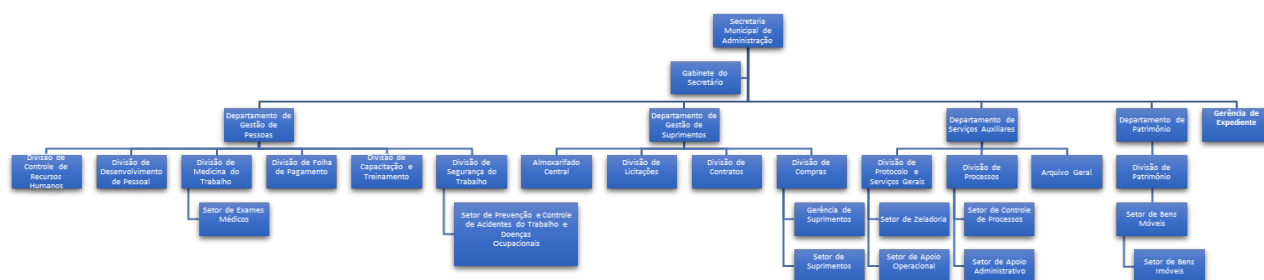 Secretaria
Municipal de
Administração
Gabinete do
Secretário
Departamento de
Gestão de
Pessoas
Departamento de
Gestão de
Suprimentos
Departamento de
Serviços Auxiliares
Departamento de
Patrimônio
Gerência de
Expediente
Divisão de
Controle de
Recursos
Humanos
Divisão de
Desenvolvimento
de Pessoal
Divisão de
Medicina do
Trabalho
Divisão de Folha
de Pagamento
Divisão de
Capacitação e
Treinamento
Divisão de
Segurança do
Trabalho
Almoxarifado
Central
Divisão de
Licitações
Divisão de
Contratos
Divisão de
Compras
Divisão de
Protocolo e
Serviços Gerais
Divisão de
Processos
Arquivo Geral
Divisão de
Patrimônio
Setor de Exames
Médicos
Setor de Prevenção e Controle
de Acidentes do Trabalho e
Doenças
Ocupacionais
Gerência de
Suprimentos
Setor de Zeladoria
Setor de Controle
de Processos
Setor de Bens
Móveis
Setor de
Suprimentos
Setor de Apoio
Operacional
Setor de Apoio
Administrativo
Setor de Bens
Imóveis